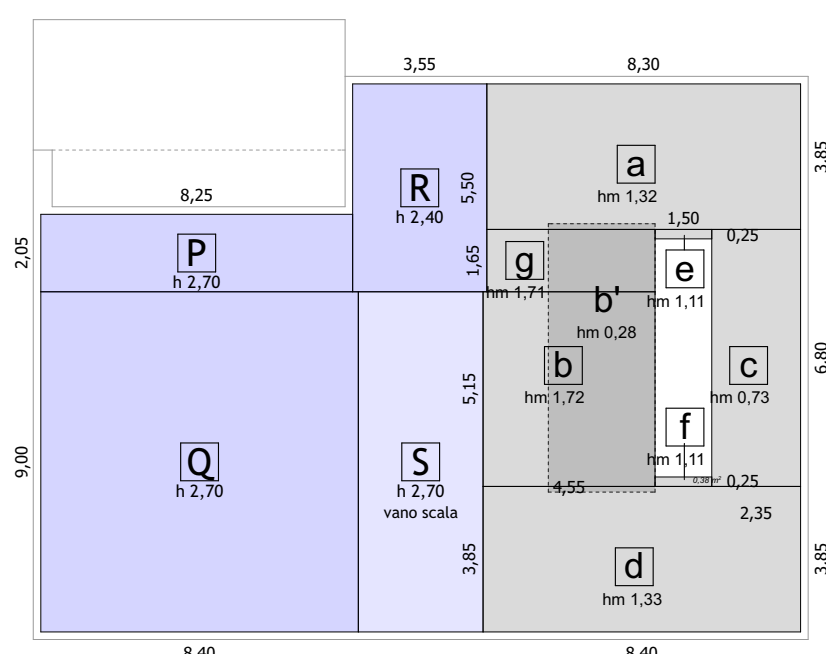 3,55
8,30
3,85
a
hm 1,32
R
h 2,40
5,50
8,25
2,05
P
h 2,70
1,65
g
hm 1,71
1,50
0,25
e
hm 1,11
b'
hm 0,28
5,15
b
hm 1,72
c
hm 0,73
6,80
f
hm 1,11
9,00
Q
h 2,70
S
h 2,70
vano scala
4,55
0,38 m²
0,25
2,35
3,85
d
hm 1,33
3,85
8,40
8,40